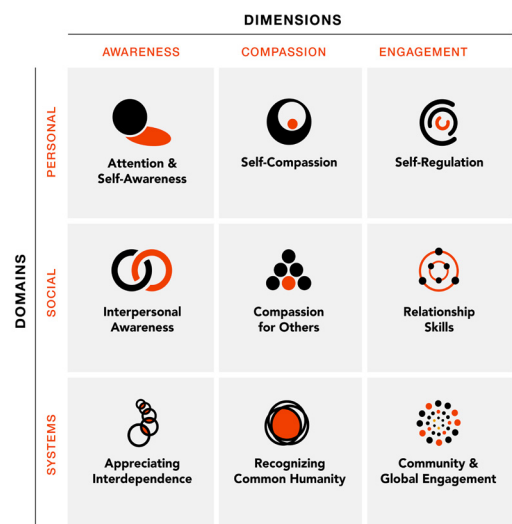 DIMENSIONS
AWARENESS
COMPASSION
ENGAGEMENT
DOMAINS
PERSONAL
Attention &
Self-Awareness
Self-Compassion
Self-Regulation
SOCIAL
Interpersonal
Awareness
Compassion
for Others
Relationship
Skills
SYSTEMS
Appreciating
Interdependence
Recognizing
Common Humanity
Community &
Global Engagement